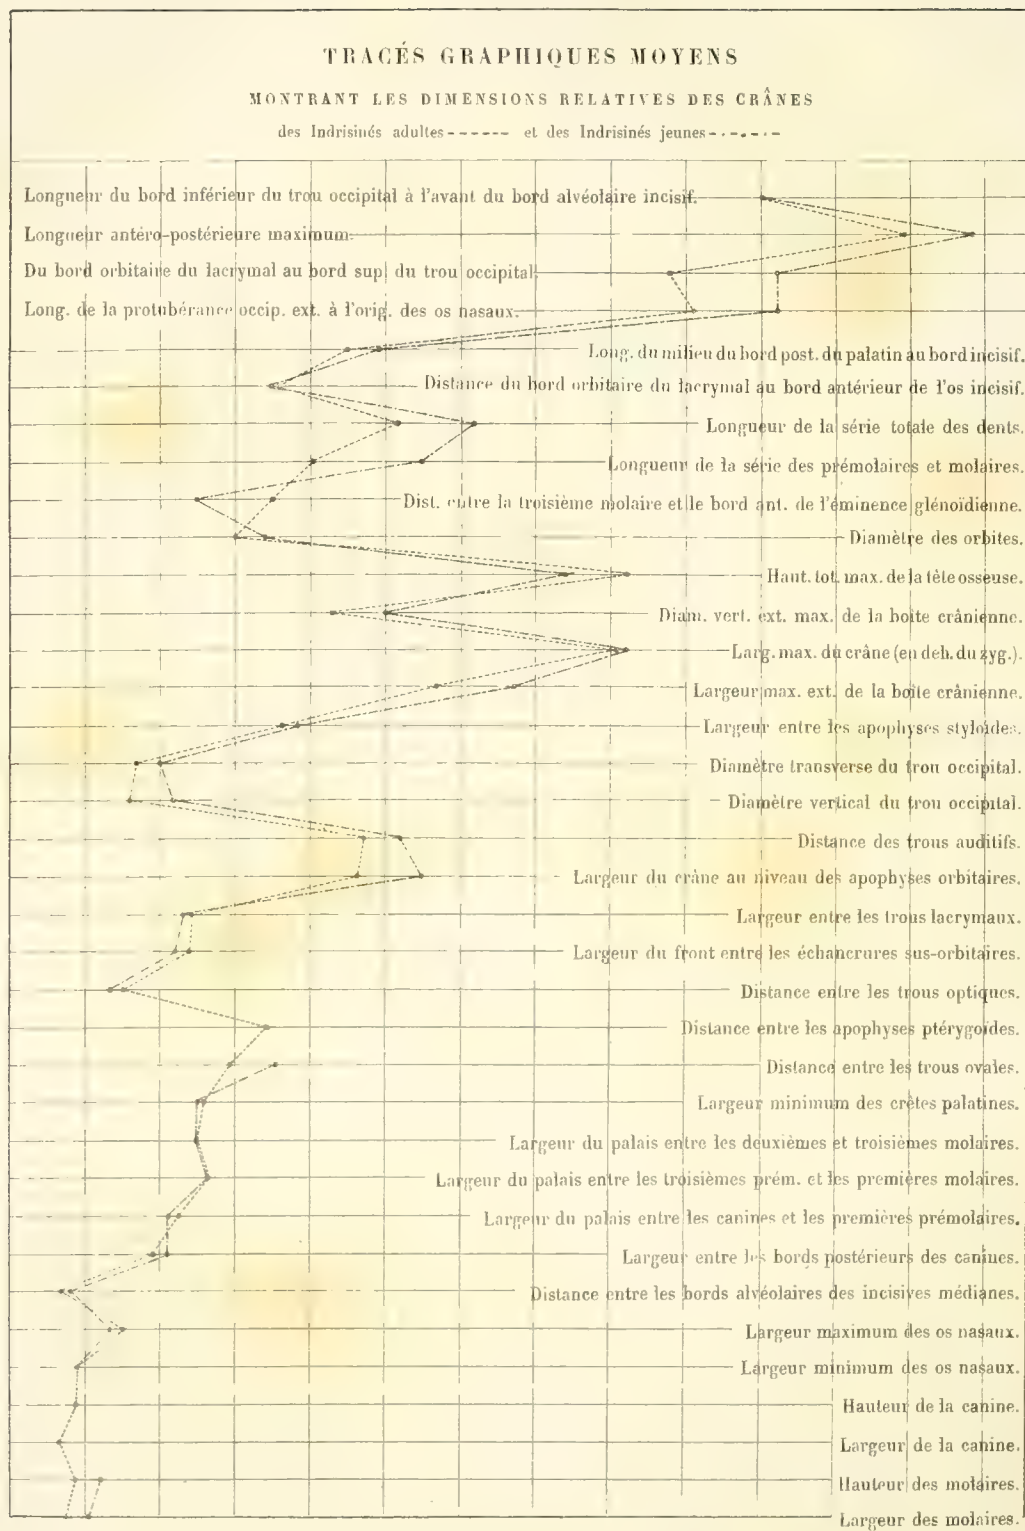 TRACÉS GRAPHIQUES MOYENS
MONTRANT LES DIMENSIONS RELATIVES DES CRÂNES
des Indrisinés adultes ------ et des Indrisinés jeunes -·-·-·-
Longueur du bord inférieur du trou occipital à l'avant du bord alvéolaire incisif.
Longueur antéro-postérieure maximum.
Du bord orbitaire du lacrymal au bord sup. du trou occipital.
Long. de la protubérance occip. ext. à l'orig. des os nasaux.
Long. du milieu du bord post. du palatin au bord incisif.
Distance du bord orbitaire du lacrymal au bord antérieur de l'os incisif.
Longueur de la série totale des dents.
Longueur de la série des prémolaires et molaires.
Dist. entre la troisième molaire et le bord ant. de l'éminence glénoïdienne.
Diamètre des orbites.
Haut. tot. max. de la tête osseuse.
Diam. vert. ext. max. de la boîte crânienne.
Larg. max. du crâne (en deh. du zyg.).
Largeur max. ext. de la boîte crânienne.
Largeur entre les apophyses styloïdes.
Diamètre transverse du trou occipital.
Diamètre vertical du trou occipital.
Distance des trous auditifs.
Largeur du crâne au niveau des apophyses orbitaires.
Largeur entre les trous lacrymaux.
Largeur du front entre les échancrures sus-orbitaires.
Distance entre les trous optiques.
Distance entre les apophyses ptérygoïdes.
Distance entre les trous ovales.
Largeur minimum des crêtes palatines.
Largeur du palais entre les deuxièmes et troisièmes molaires.
Largeur du palais entre les troisièmes prém. et les premières molaires.
Largeur du palais entre les canines et les premières prémolaires.
Largeur entre les bords postérieurs des canines.
Distance entre les bords alvéolaires des incisives médianes.
Largeur maximum des os nasaux.
Largeur minimum des os nasaux.
Hauteur de la canine.
Largeur de la canine.
Hauteur des molaires.
Largeur des molaires.